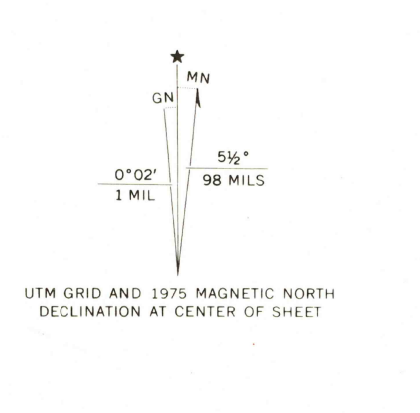 ★
MN
GN
5½°
0°02'
98 MILS
1 MIL
UTM GRID AND 1975 MAGNETIC NORTH
DECLINATION AT CENTER OF SHEET